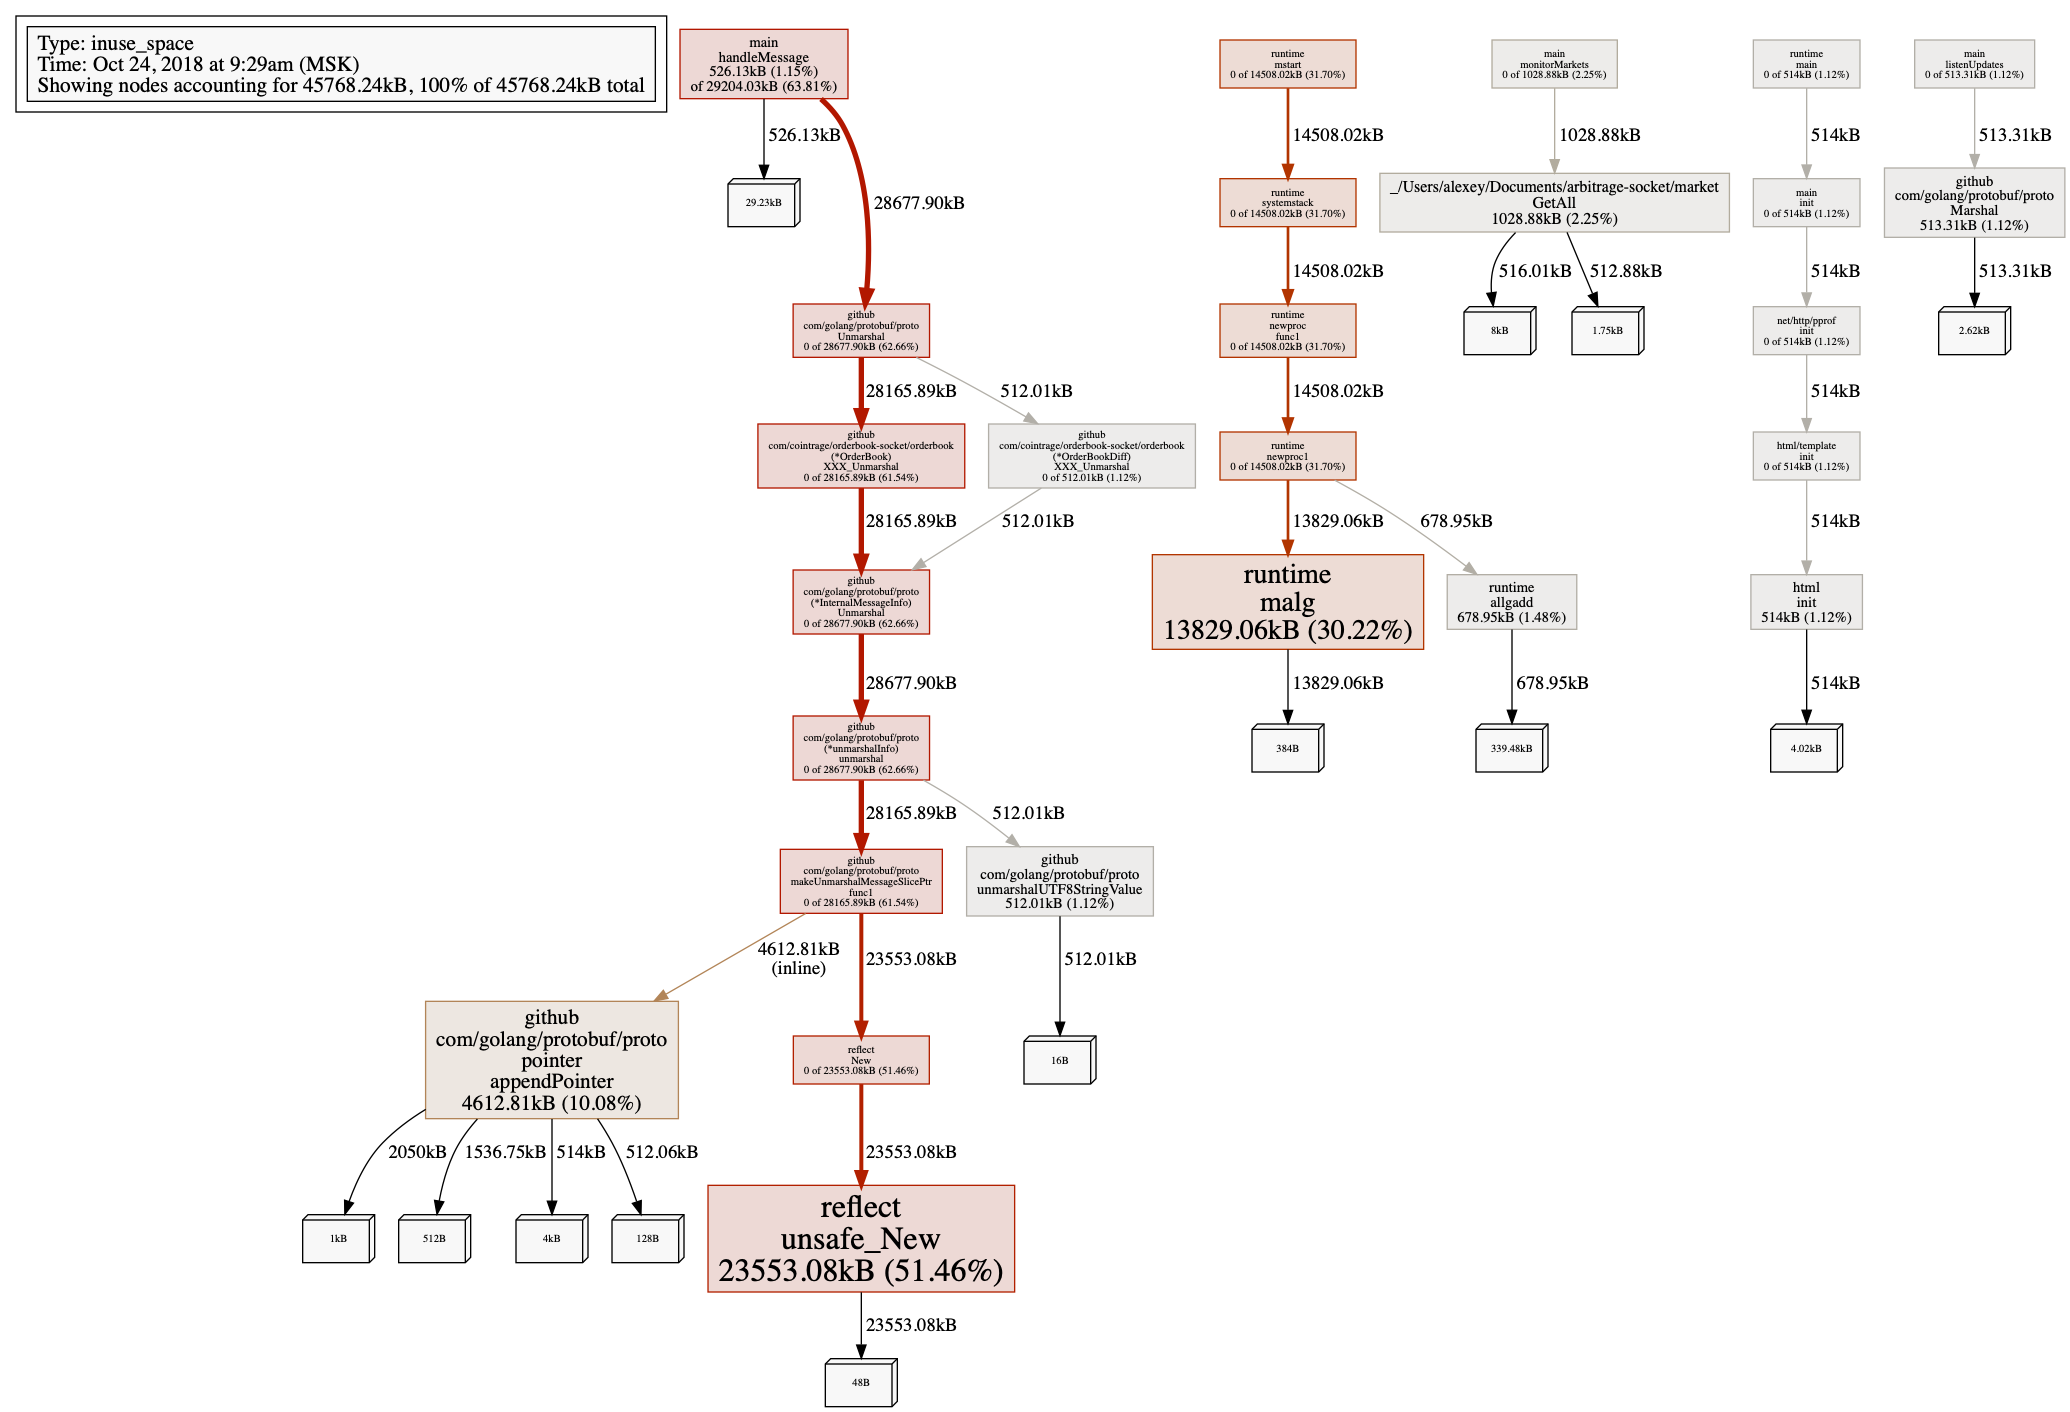 Type: inuse_space
Time: Oct 24, 2018 at 9:29am (MSK)
Showing nodes accounting for 45768.24kB, 100% of 45768.24kB total
main
handleMessage
526.13kB (1.15%)
of 29204.03kB (63.81%)
526.13kB
29.23kB
28677.90kB
github
com/golang/protobuf/proto
Unmarshal
0 of 28677.90kB (62.66%)
28165.89kB
512.01kB
github
com/cointrage/orderbook-socket/orderbook
(*OrderBook)
XXX_Unmarshal
0 of 28165.89kB (61.54%)
github
com/cointrage/orderbook-socket/orderbook
(*OrderBookDiff)
XXX_Unmarshal
0 of 512.01kB (1.12%)
28165.89kB
512.01kB
github
com/golang/protobuf/proto
(*InternalMessageInfo)
Unmarshal
0 of 28677.90kB (62.66%)
28677.90kB
github
com/golang/protobuf/proto
(*unmarshalInfo)
unmarshal
0 of 28677.90kB (62.66%)
28165.89kB
512.01kB
github
com/golang/protobuf/proto
makeUnmarshalMessageSlicePtr
func1
0 of 28165.89kB (61.54%)
github
com/golang/protobuf/proto
unmarshalUTF8StringValue
512.01kB (1.12%)
4612.81kB
(inline)
23553.08kB
512.01kB
github
com/golang/protobuf/proto
pointer
appendPointer
4612.81kB (10.08%)
reflect
New
0 of 23553.08kB (51.46%)
16B
2050kB
1536.75kB
514kB
512.06kB
23553.08kB
1kB
512B
4kB
128B
reflect
unsafe_New
23553.08kB (51.46%)
23553.08kB
48B
runtime
mstart
0 of 14508.02kB (31.70%)
14508.02kB
runtime
systemstack
0 of 14508.02kB (31.70%)
14508.02kB
runtime
newproc
func1
0 of 14508.02kB (31.70%)
14508.02kB
runtime
newproc1
0 of 14508.02kB (31.70%)
13829.06kB
678.95kB
runtime
malg
13829.06kB (30.22%)
runtime
allgadd
678.95kB (1.48%)
13829.06kB
678.95kB
384B
339.48kB
main
monitorMarkets
0 of 1028.88kB (2.25%)
1028.88kB
_/Users/alexey/Documents/arbitrage-socket/market
GetAll
1028.88kB (2.25%)
516.01kB
512.88kB
8kB
1.75kB
runtime
main
0 of 514kB (1.12%)
514kB
main
init
0 of 514kB (1.12%)
514kB
net/http/pprof
init
0 of 514kB (1.12%)
514kB
html/template
init
0 of 514kB (1.12%)
514kB
html
init
514kB (1.12%)
514kB
4.02kB
main
listenUpdates
0 of 513.31kB (1.12%)
513.31kB
github
com/golang/protobuf/proto
Marshal
513.31kB (1.12%)
513.31kB
2.62kB